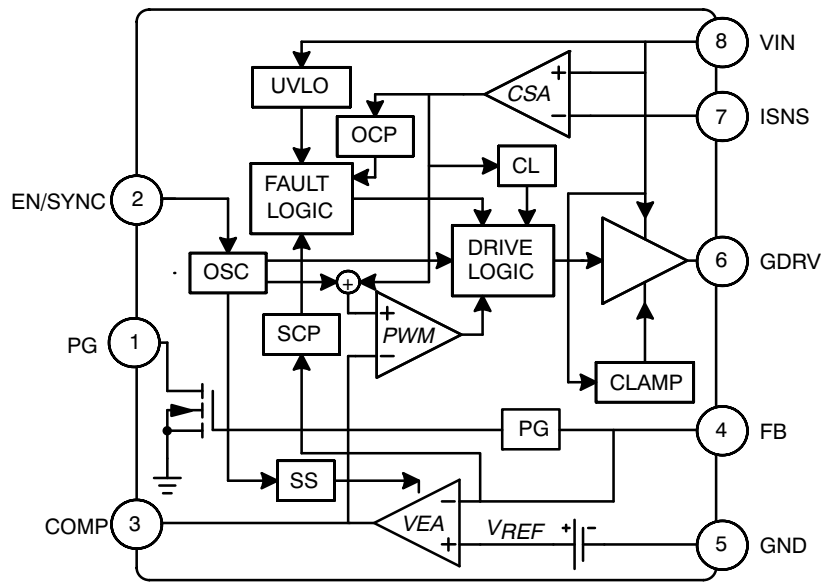 8 VIN
UVLO
+
CSA
−
7 ISNS
OCP
CL
FAULT
LOGIC
EN/SYNC 2
DRIVE
LOGIC
6 GDRV
OSC
+
+
PWM
−
SCP
PG 1
CLAMP
PG
4 FB
SS
−
VEA
+
COMP 3
VREF
+ −
5 GND